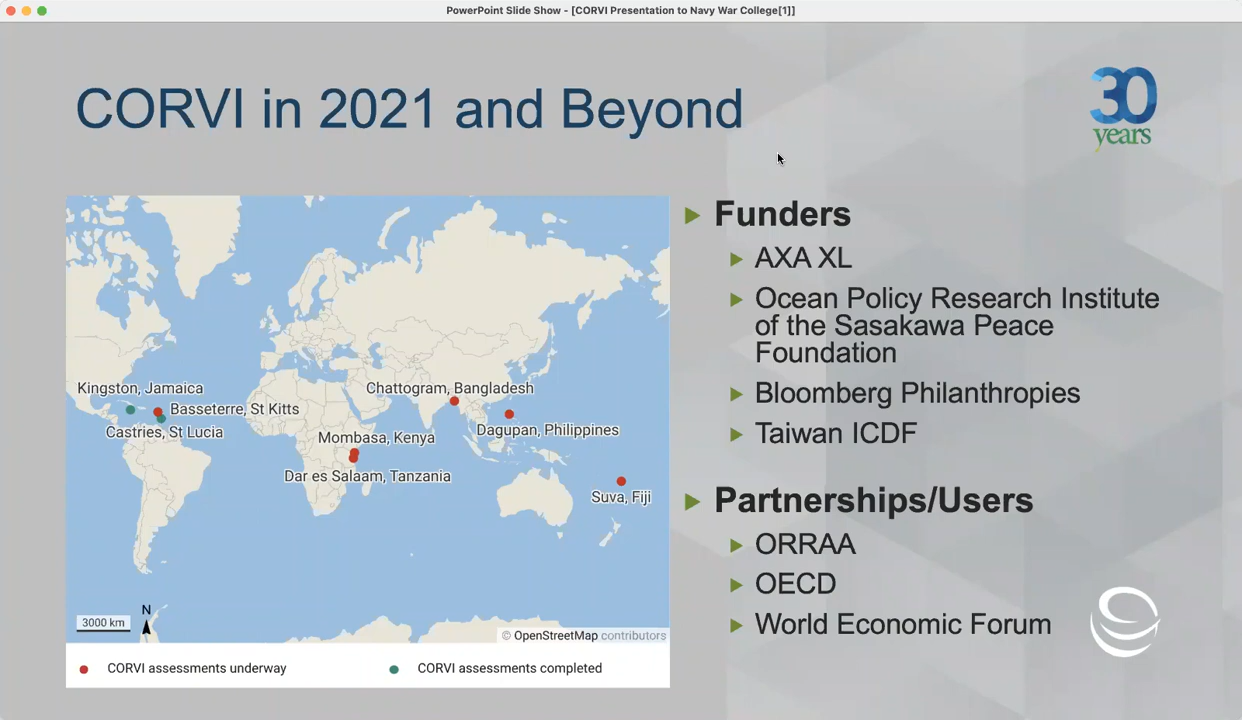 PowerPoint Slide Show - [CORVI Presentation to Navy War College[1]]
CORVI in 2021 and Beyond
30
years
Kingston, Jamaica
Basseterre, St Kitts
Castries, St Lucia
Chattogram, Bangladesh
Dagupan, Philippines
Mombasa, Kenya
Dar es Salaam, Tanzania
Suva, Fiji
3000 km
N
© OpenStreetMap contributors
CORVI assessments underway
CORVI assessments completed
Funders
AXA XL
Ocean Policy Research Institute
of the Sasakawa Peace
Foundation
Bloomberg Philanthropies
Taiwan ICDF
Partnerships/Users
ORRAA
OECD
World Economic Forum